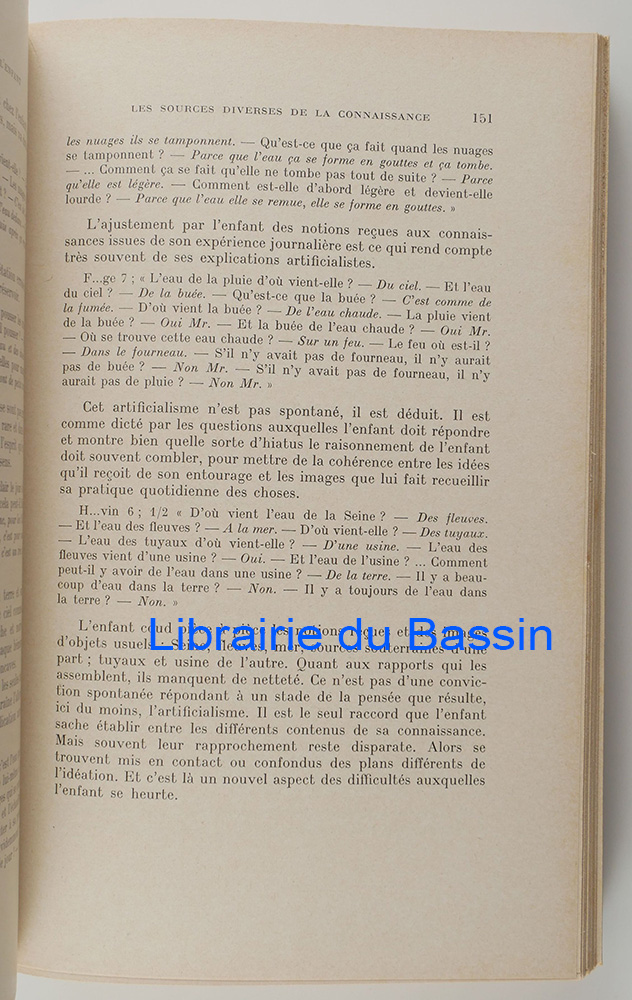 LES SOURCES DIVERSES DE LA CONNAISSANCE 151
les nuages ils se tamponnent. — Qu'est-ce que ça fait quand les nuages
se tamponnent ? — Parce que l'eau ça se forme en gouttes et ça tombe.
— ... Comment ça se fait qu'elle ne tombe pas tout de suite ? — Parce
qu'elle est légère. — Comment est-elle d'abord légère et devient-elle
lourde ? — Parce que l'eau elle se remue, elle se forme en gouttes. »
L'ajustement par l'enfant des notions reçues aux connais-
sances issues de son expérience journalière est ce qui rend compte
très souvent de ses explications artificialistes.
F...ge 7 ; « L'eau de la pluie d'où vient-elle ? — Du ciel. — Et l'eau
du ciel ? — De la buée. — Qu'est-ce que la buée ? — C'est comme de
la fumée. — D'où vient la buée ? — De l'eau chaude. — La pluie vient
de la buée ? — Oui Mr. — Et la buée de l'eau chaude ? — Oui Mr.
— Où se trouve cette eau chaude ? — Sur un feu. — Le feu où est-il ?
— Dans le fourneau. — S'il n'y avait pas de fourneau, il n'y aurait
pas de buée ? — Non Mr. — S'il n'y avait pas de fourneau, il n'y
aurait pas de pluie ? — Non Mr. »
Cet artificialisme n'est pas spontané, il est déduit. Il est
comme dicté par les questions auxquelles l'enfant doit répondre
et montre bien quelle sorte d'hiatus le raisonnement de l'enfant
doit souvent combler, pour mettre de la cohérence entre les idées
qu'il reçoit de son entourage et les images que lui fait recueillir
sa pratique quotidienne des choses.
H...vin 6 ; 1/2 « D'où vient l'eau de la Seine ? — Des fleuves.
— Et l'eau des fleuves ? — A la mer. — D'où vient-elle ? — Des tuyaux.
— L'eau des tuyaux d'où vient-elle ? — D'une usine. — L'eau des
fleuves vient d'une usine ? — Oui. — Et l'eau de l'usine ? ... Comment
peut-il y avoir de l'eau dans une usine ? — De la terre. — Il y a beau-
coup d'eau dans la terre ? — Non. — Il y a toujours de l'eau dans
la terre ? — Non. »
L'enfant coud pièce à pièce les notions reçues et les images
Librairie du Bassin
d'objets usuels. Seine, fleuves, mer, sources souterraines d'une
part ; tuyaux et usine de l'autre. Quant aux rapports qui les
assemblent, ils manquent de netteté. Ce n'est pas d'une convic-
tion spontanée répondant à un stade de la pensée que résulte,
ici du moins, l'artificialisme. Il est le seul raccord que l'enfant
sache établir entre les différents contenus de sa connaissance.
Mais souvent leur rapprochement reste disparate. Alors se
trouvent mis en contact ou confondus des plans différents de
l'idéation. Et c'est là un nouvel aspect des difficultés auxquelles
l'enfant se heurte.